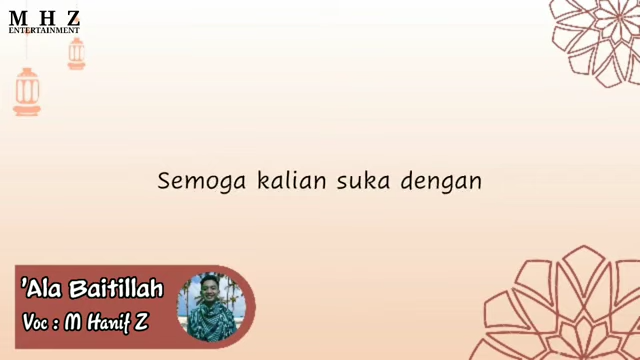 M H Z
ENTERTAINMENT
Semoga kalian suka dengan
'Ala Baitillah
Voc : M Hanif Z